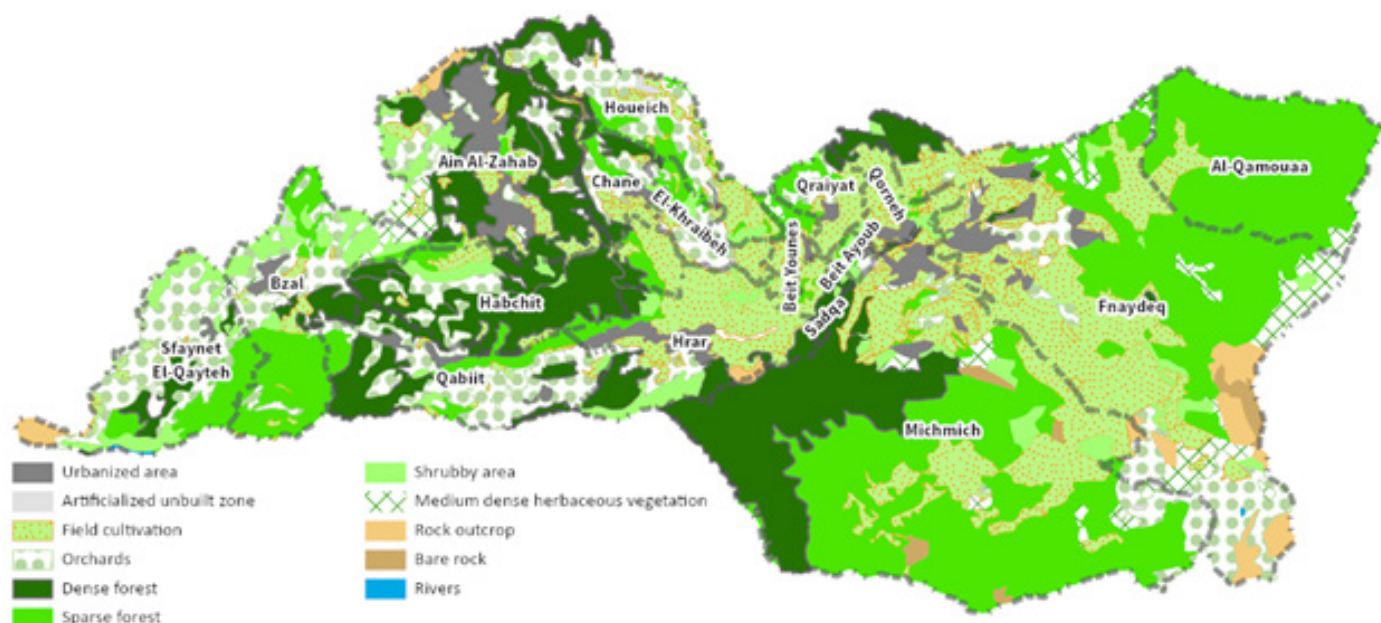 Houeich
Ain Al-Zahab
Al-Qamouaa
Chane
Qraiyat
Qorneh
El-Khraibeh
Beit Younes
Beit Ayoub
Bzal
Habchit
Sadqa
Fnaydeq
Hrar
Sfaynet
El-Qayteh
Qabiit
Michmich
Urbanized area
Artificialized unbuilt zone
Field cultivation
Orchards
Dense forest
Sparse forest
Shrubby area
Medium dense herbaceous vegetation
Rock outcrop
Bare rock
Rivers